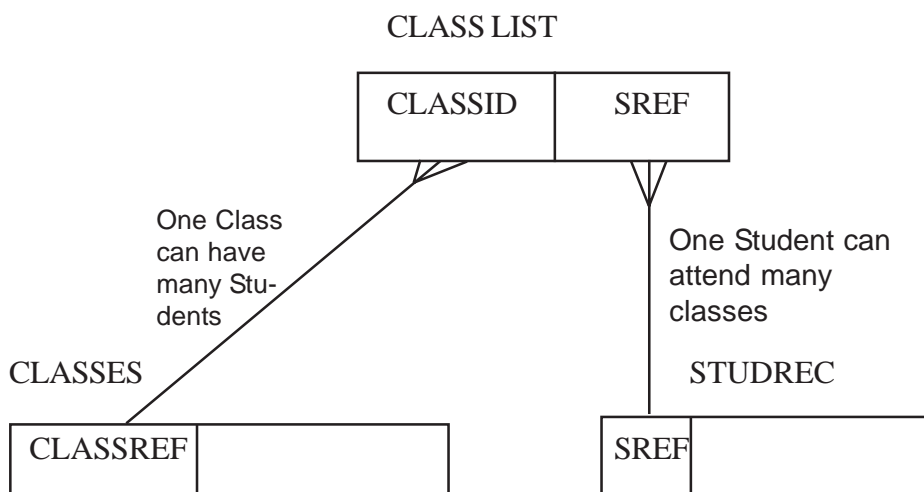 CLASS LIST
CLASSID
SREF
One Class
can have
many Stu-
dents
One Student can
attend many
classes
CLASSES
STUDREC
CLASSREF
SREF